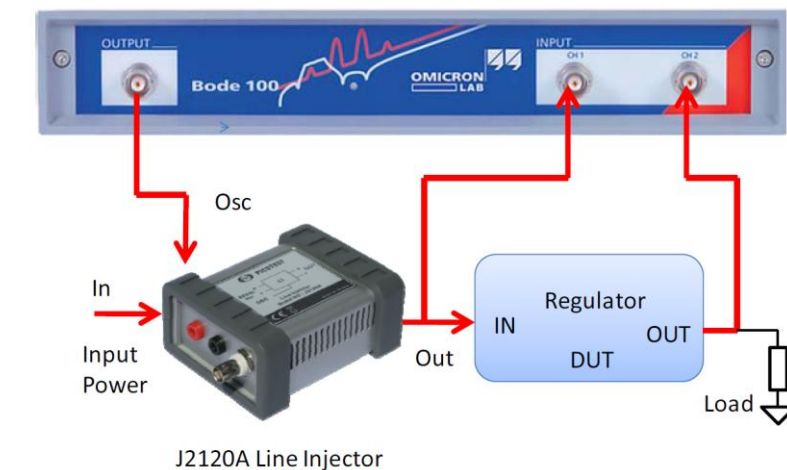 OUTPUT
INPUT
CH 1
CH 2
Bode 100
OMICRON
LAB
Osc
In
Input
Power
PICOTEST
Out
Regulator
IN
OUT
DUT
Load
J2120A Line Injector